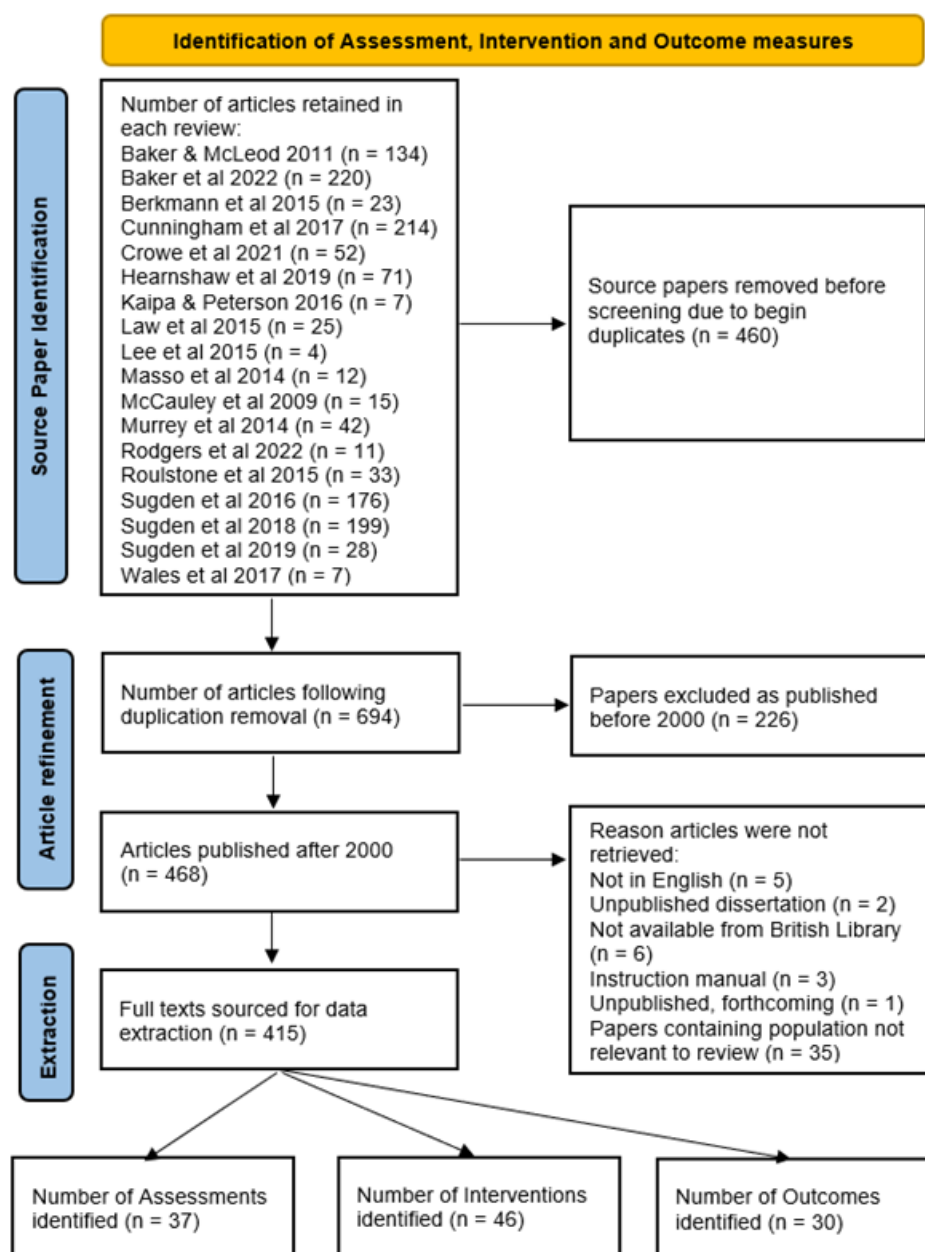 Identification of Assessment, Intervention and Outcome measures
Source Paper Identification
Number of articles retained in
each review:
Baker & McLeod 2011 (n = 134)
Baker et al 2022 (n = 220)
Berkmann et al 2015 (n = 23)
Cunningham et al 2017 (n = 214)
Crowe et al 2021 (n = 52)
Hearnshaw et al 2019 (n = 71)
Kaipa & Peterson 2016 (n = 7)
Law et al 2015 (n = 25)
Lee et al 2015 (n = 4)
Masso et al 2014 (n = 12)
McCauley et al 2009 (n = 15)
Murrey et al 2014 (n = 42)
Rodgers et al 2022 (n = 11)
Roulstone et al 2015 (n = 33)
Sugden et al 2016 (n = 176)
Sugden et al 2018 (n = 199)
Sugden et al 2019 (n = 28)
Wales et al 2017 (n = 7)
Source papers removed before
screening due to begin
duplicates (n = 460)
Article refinement
Number of articles following
duplication removal (n = 694)
Papers excluded as published
before 2000 (n = 226)
Articles published after 2000
(n = 468)
Reason articles were not
retrieved:
Not in English (n = 5)
Unpublished dissertation (n = 2)
Not available from British Library
(n = 6)
Instruction manual (n = 3)
Unpublished, forthcoming (n = 1)
Papers containing population not
relevant to review (n = 35)
Extraction
Full texts sourced for data
extraction (n = 415)
Number of Assessments
identified (n = 37)
Number of Interventions
identified (n = 46)
Number of Outcomes
identified (n = 30)